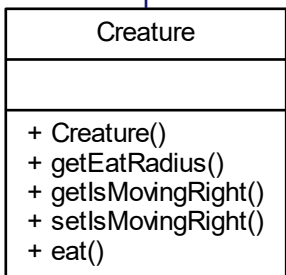 Creature
+ Creature()
+ getEatRadius()
+ getIsMovingRight()
+ setIsMovingRight()
+ eat()